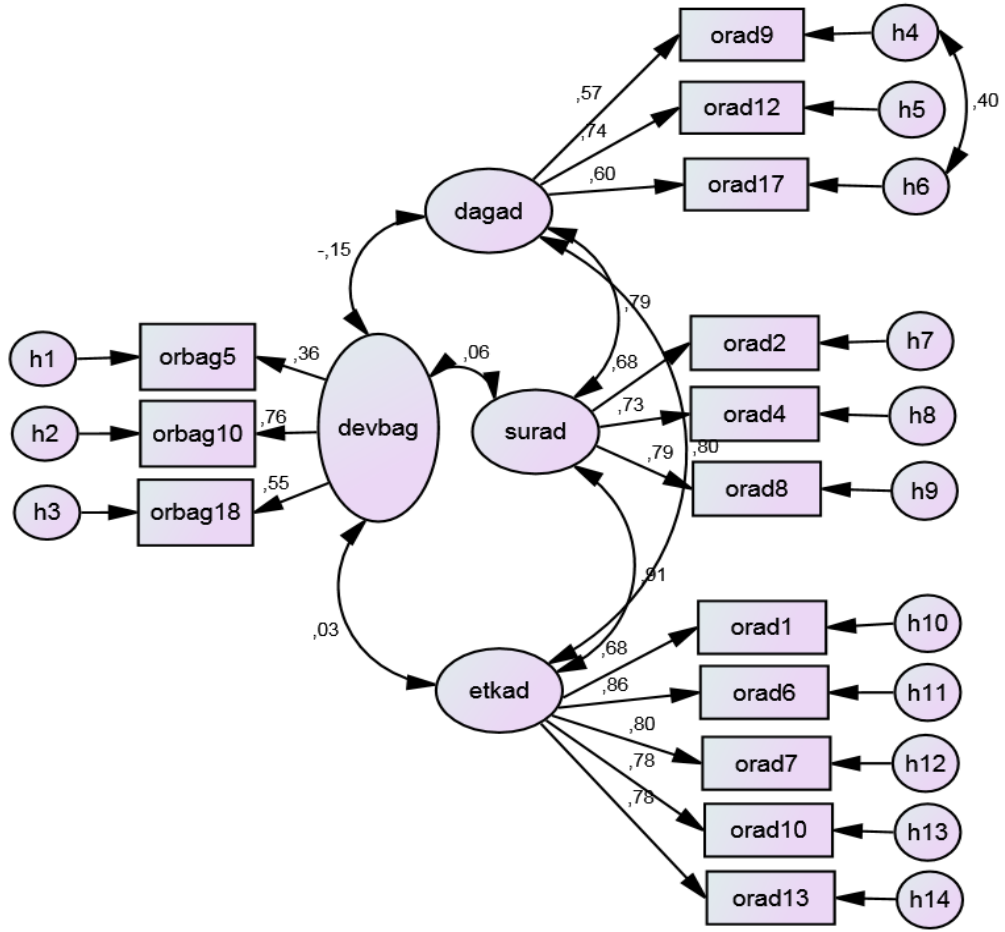 orad9
h4
,57
,40
orad12
h5
,74
,60
orad17
h6
dagad
-,15
,79
h1
orbag5
,36
,06
,68
orad2
h7
h2
orbag10
,76
devbag
surad
,73
orad4
h8
,79
,80
h3
orbag18
,55
orad8
h9
,91
,03
,68
orad1
h10
etkad
,86
orad6
h11
,80
orad7
h12
,78
orad10
h13
,78
orad13
h14